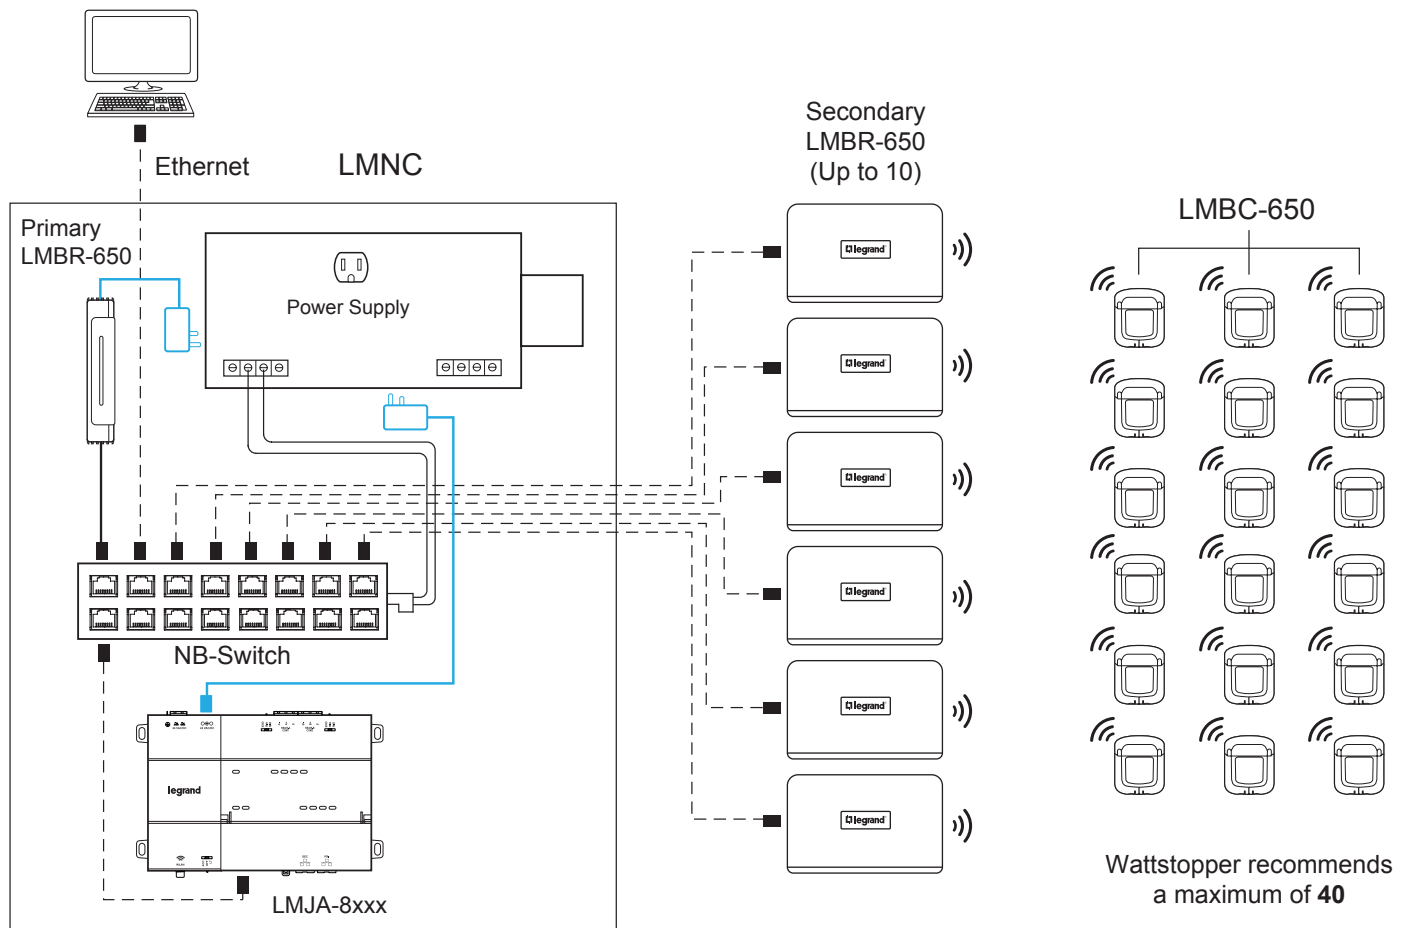 Ethernet
LMNC
Primary
LMBR-650
Power Supply
NB-Switch
legrand
LMJA-8xxx
Secondary
LMBR-650
(Up to 10)
legrand
legrand
legrand
legrand
legrand
legrand
LMBC-650
Wattstopper recommends
a maximum of 40